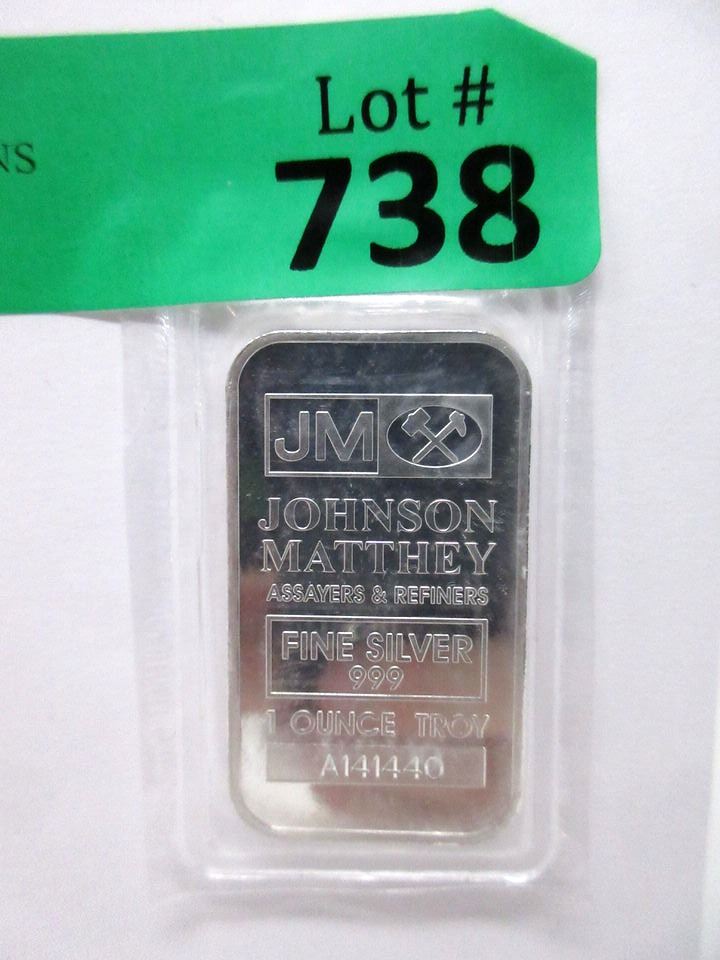 Lot #
NS
738
JM
JOHNSON
MATTHEY
ASSAYERS & REFINERS
FINE SILVER
999
1 OUNCE TROY
A141440